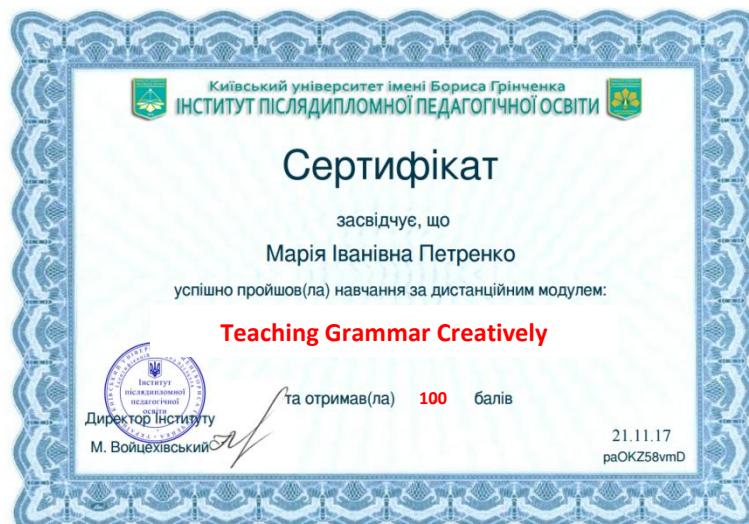 Київський університет імені Бориса Грінченка
ІНСТИТУТ ПІСЛЯДИПЛОМНОЇ ПЕДАГОГІЧНОЇ ОСВІТИ
Сертифікат
засвідчує, що
Марія Іванівна Петренко
успішно пройшов(ла) навчання за дистанційним модулем:
Teaching Grammar Creatively
та отримав(ла) 100 балів
Інститут
післядипломної
педагогічної
освіти
Директор Інституту
М. Войцехівський
21.11.17
paOKZ58vmD